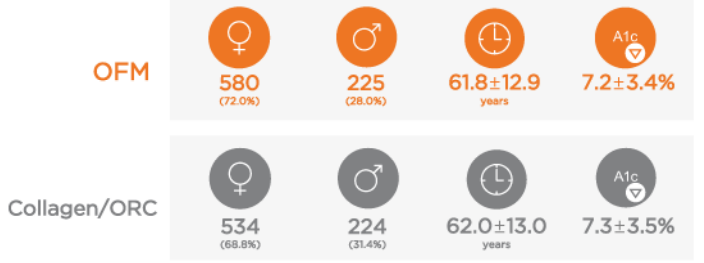 A1c
OFM
580
225
61.8±12.9
7.2±3.4%
(72.0%)
(28.0%)
years
A1c
Collagen/ORC
534
224
62.0±13.0
7.3±3.5%
(68.8%)
(31.4%)
years